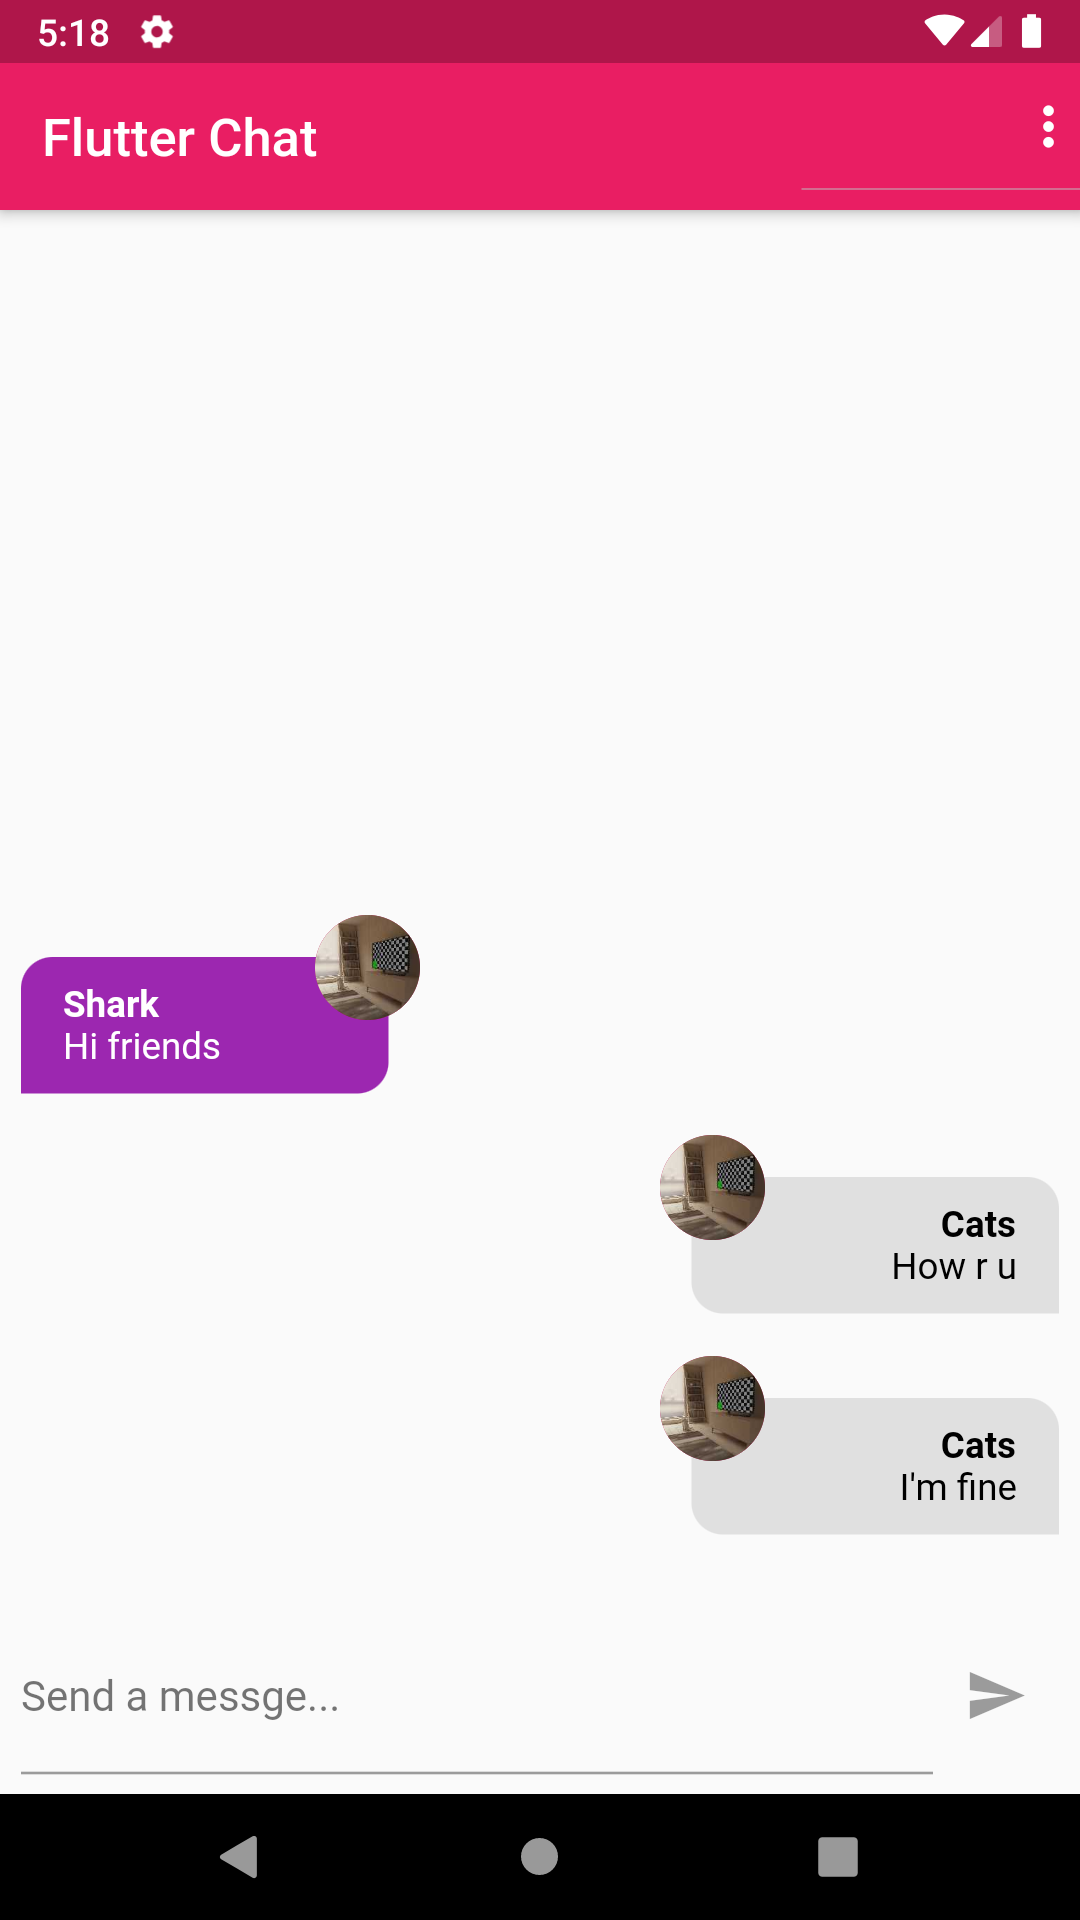 5:18
Flutter Chat
Shark
Hi friends
Cats
How r u
Cats
I'm fine
Send a messge...